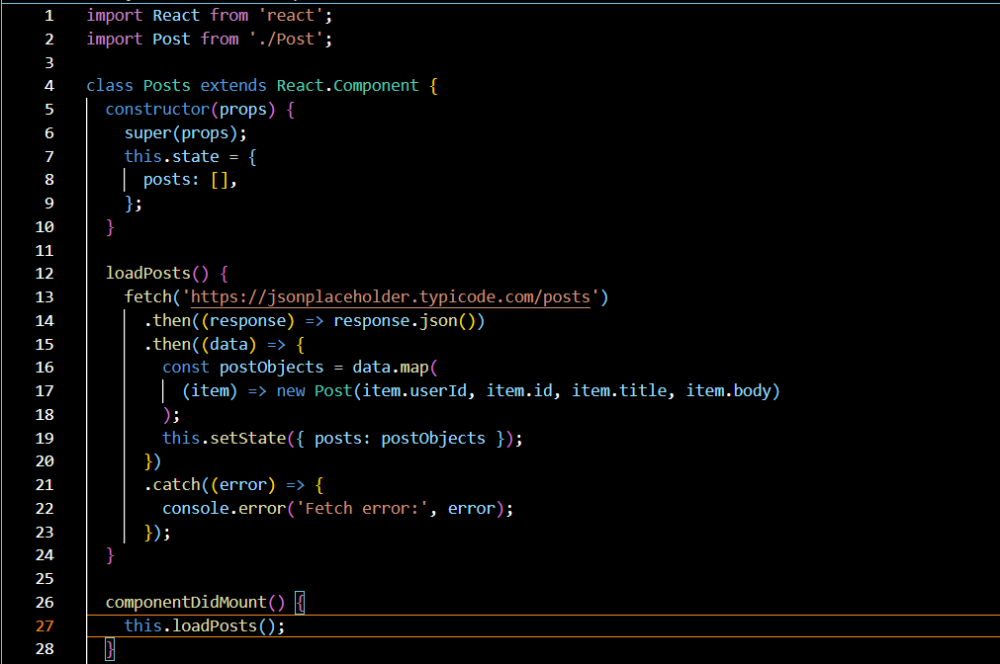 1 import React from 'react';
2 import Post from './Post';
3
4 class Posts extends React.Component {
5 constructor(props) {
6 super(props);
7 this.state = {
8 posts: [],
9 };
10 }
11
12 loadPosts() {
13 fetch('https://jsonplaceholder.typicode.com/posts')
14 .then((response) => response.json())
15 .then((data) => {
16 const postObjects = data.map(
17 (item) => new Post(item.userId, item.id, item.title, item.body)
18 );
19 this.setState({ posts: postObjects });
20 })
21 .catch((error) => {
22 console.error('Fetch error:', error);
23 });
24 }
25
26 componentDidMount() {
27 this.loadPosts();
28 }